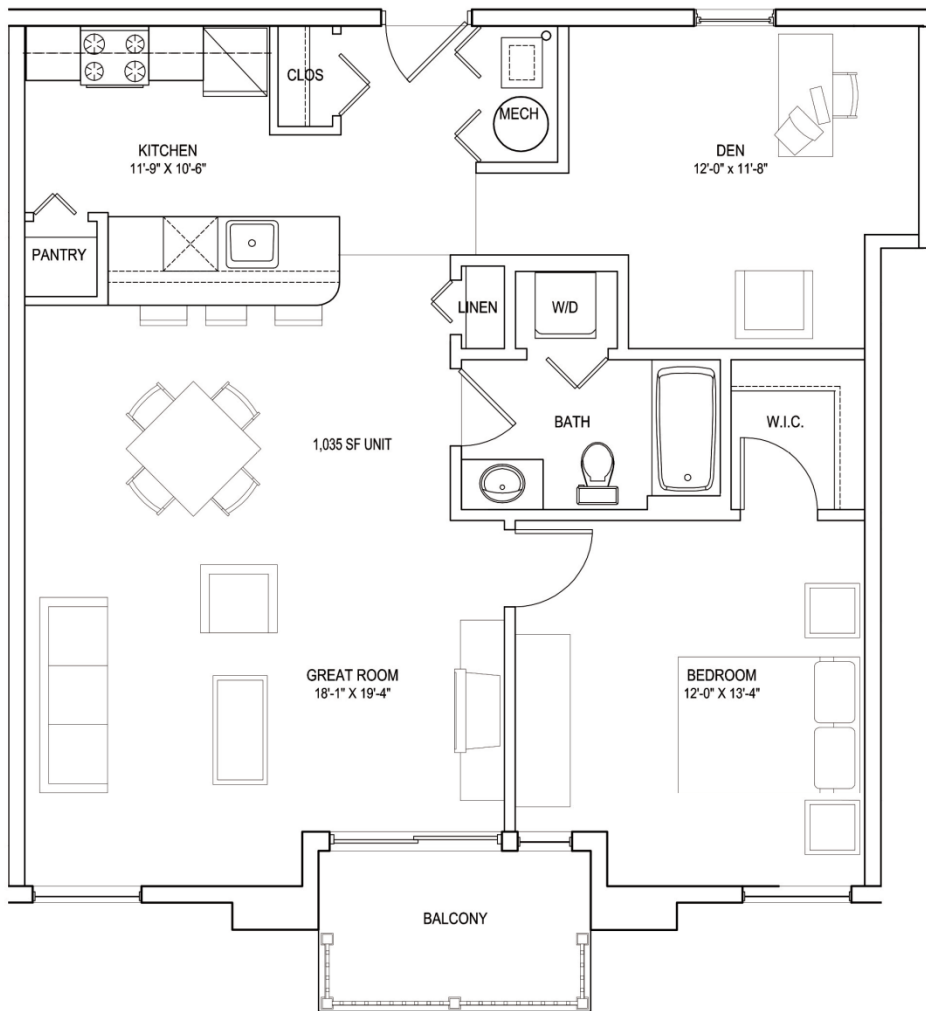 CLOS
MECH
KITCHEN
11'-9" X 10'-6"
DEN
12'-0" x 11'-8"
PANTRY
LINEN
W/D
BATH
W.I.C.
1,035 SF UNIT
GREAT ROOM
18'-1" X 19'-4"
BEDROOM
12'-0" X 13'-4"
BALCONY